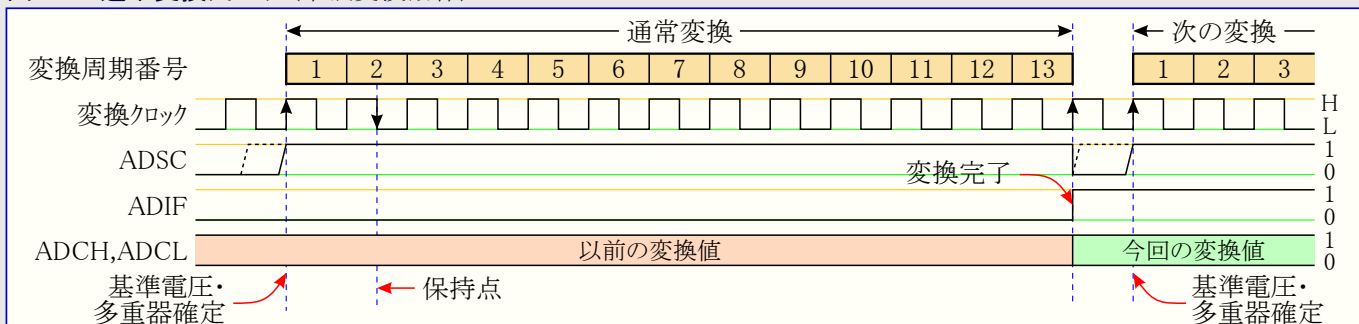 通常変換
次の変換
変換周期番号
1 2 3 4 5 6 7 8 9 10 11 12 13
1 2 3
変換クロック
H
L
ADSC
1
0
変換完了
ADIF
1
0
ADCH,ADCL
以前の変換値
今回の変換値
1
0
基準電圧・
多重器確定
保持点
基準電圧・
多重器確定